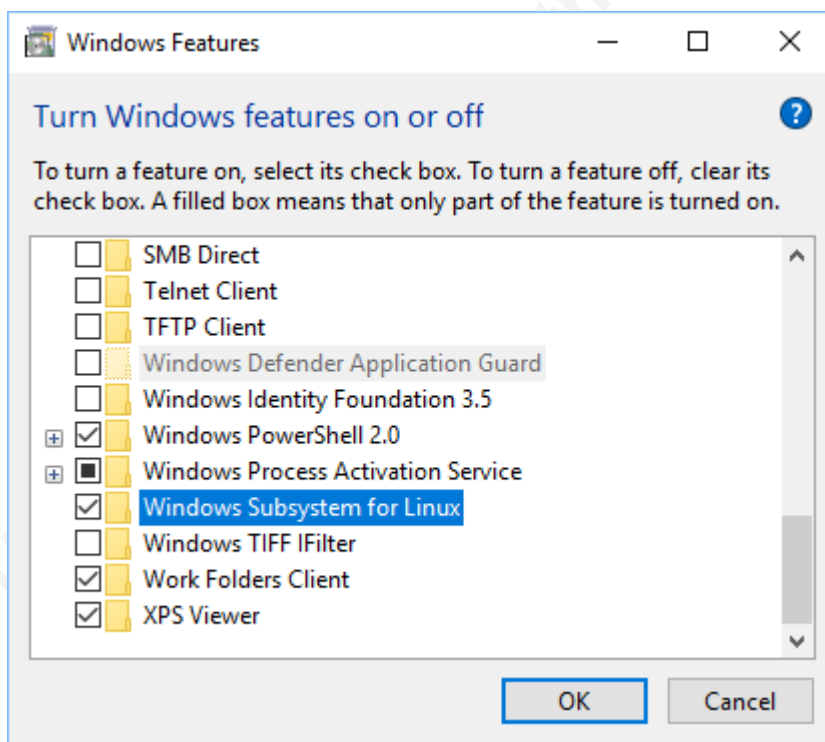 Windows Features
Turn Windows features on or off
?
To turn a feature on, select its check box. To turn a feature off, clear its
check box. A filled box means that only part of the feature is turned on.
SMB Direct
Telnet Client
TFTP Client
Windows Defender Application Guard
Windows Identity Foundation 3.5
Windows PowerShell 2.0
Windows Process Activation Service
Windows Subsystem for Linux
Windows TIFF IFilter
Work Folders Client
XPS Viewer
OK Cancel